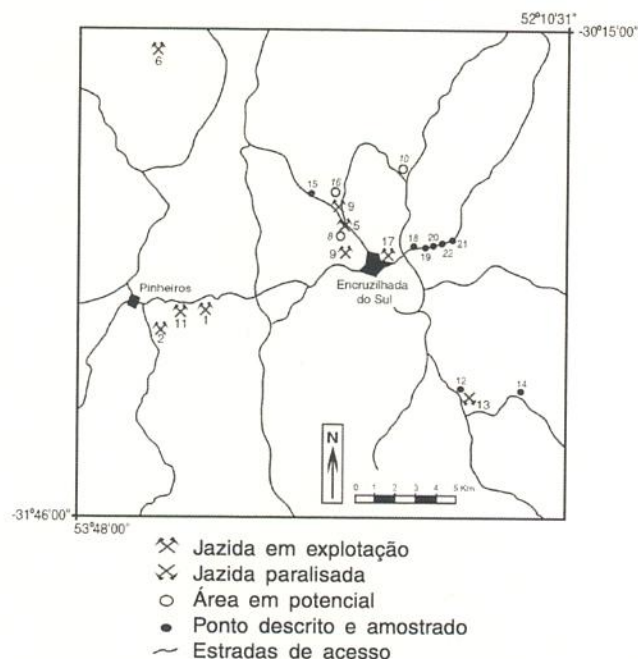 52°10'31"
-30°15'00"
6
10
15
16
9
5
8
9
17
18
20
21
22
19
Encruzilhada
do Sul
Pinheiros
11
1
2
12
13
14
N
0 1 2 3 4 5 Km
-31°46'00"
53°48'00"
Jazida em explotação
Jazida paralisada
Área em potencial
Ponto descrito e amostrado
Estradas de acesso